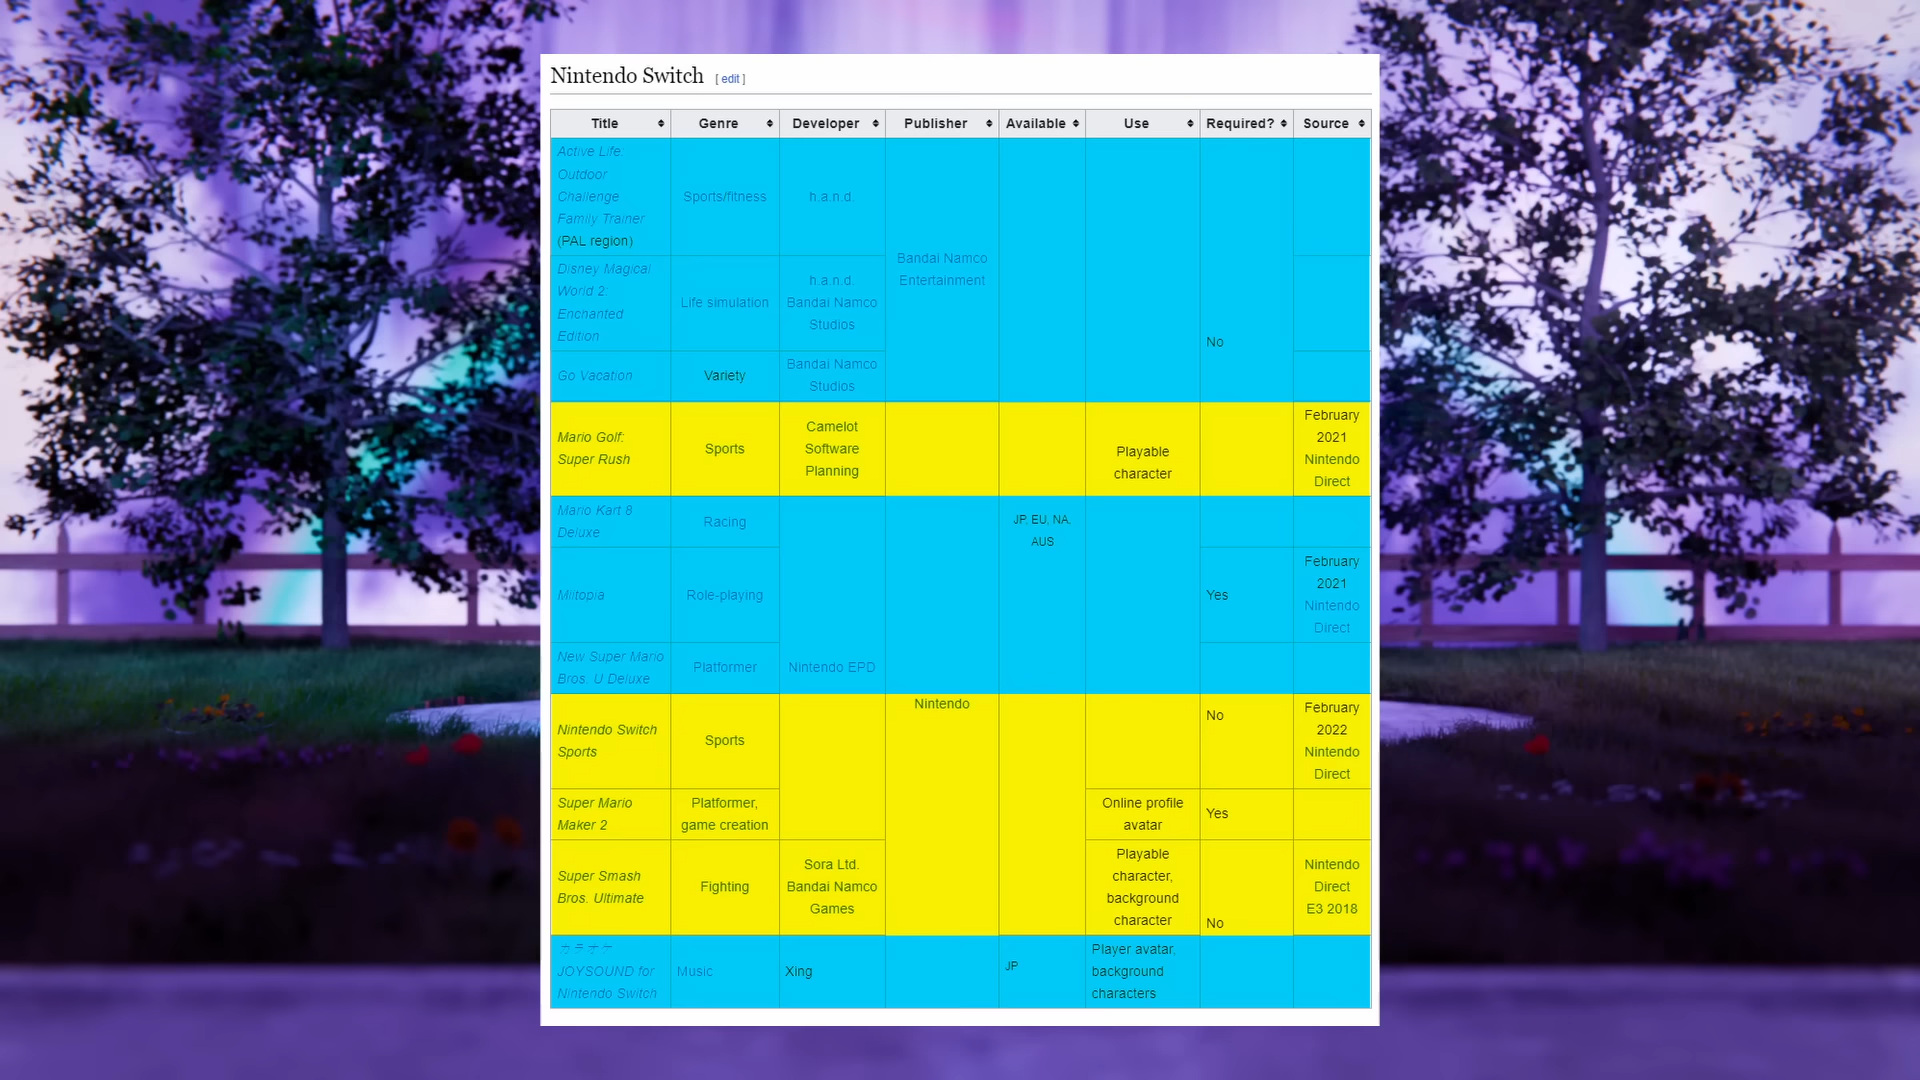 Nintendo Switch [ edit ]
Title Genre Developer Publisher Available Use Required? Source
Active Life:
Outdoor
Challenge
Family Trainer
(PAL region)
Sports/fitness
h.a.n.d.
Bandai Namco
Entertainment
No
Disney Magical
World 2:
Enchanted
Edition
Life simulation
h.a.n.d.
Bandai Namco
Studios
Go Vacation
Variety
Bandai Namco
Studios
Mario Golf:
Super Rush
Sports
Camelot
Software
Planning
Playable
character
February
2021
Nintendo
Direct
Mario Kart 8
Deluxe
Racing
JP, EU, NA,
AUS
Miitopia
Role-playing
Yes
February
2021
Nintendo
Direct
New Super Mario
Bros. U Deluxe
Platformer
Nintendo EPD
Nintendo
Nintendo Switch
Sports
Sports
No
February
2022
Nintendo
Direct
Super Mario
Maker 2
Platformer,
game creation
Online profile
avatar
Yes
Super Smash
Bros. Ultimate
Fighting
Sora Ltd.
Bandai Namco
Games
Playable
character,
background
character
No
Nintendo
Direct
E3 2018
カラオケ
JOYSOUND for
Nintendo Switch
Music
Xing
JP
Player avatar,
background
characters